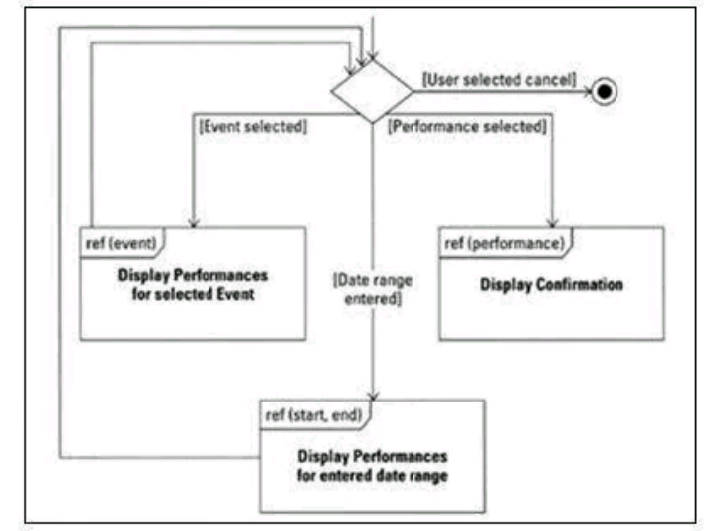 [User selected cancel]
[Event selected]
[Performance selected]
ref (event)
Display Performances
for selected Event
[Date range
entered]
ref (performance)
Display Confirmation
ref (start, end)
Display Performances
for entered date range